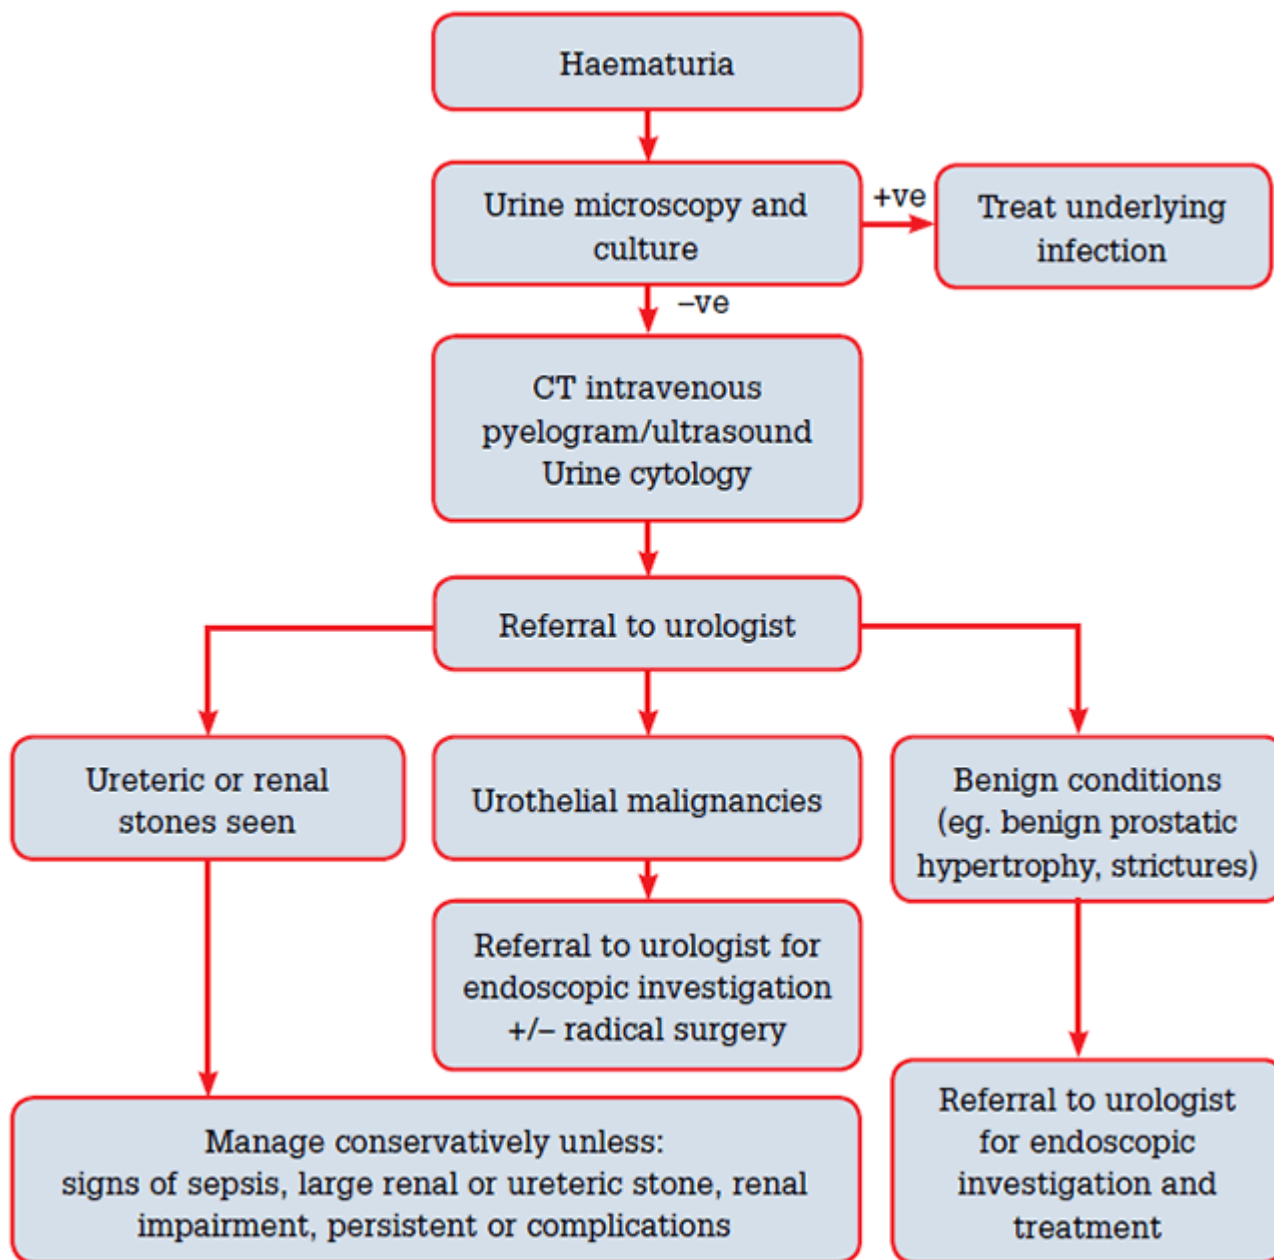 Haematuria
Urine microscopy and
culture
+ve
Treat underlying
infection
–ve
CT intravenous
pyelogram/ultrasound
Urine cytology
Referral to urologist
Ureteric or renal
stones seen
Urothelial malignancies
Benign conditions
(eg. benign prostatic
hypertrophy, strictures)
Referral to urologist for
endoscopic investigation
+/– radical surgery
Manage conservatively unless:
signs of sepsis, large renal or ureteric stone, renal
impairment, persistent or complications
Referral to urologist
for endoscopic
investigation and
treatment